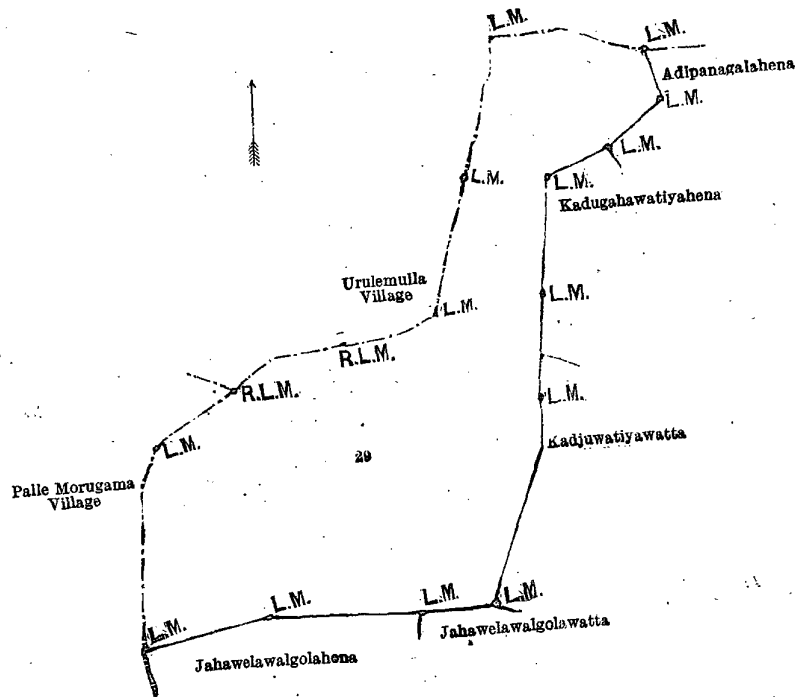 L.M.
L.M.
Adipanagalahena
L.M.
L.M.
L.M.
L.M.
Kadugahawatiyahena
Urulemulla
Village
L.M.
L.M.
R.L.M.
R.L.M.
L.M.
L.M.
Kadjuwatiyawatta
29
Palle Morugama
Village
L.M.
L.M.
L.M.
L.M.
Jahawelawalgolahena
Jahawelawalgolawatta